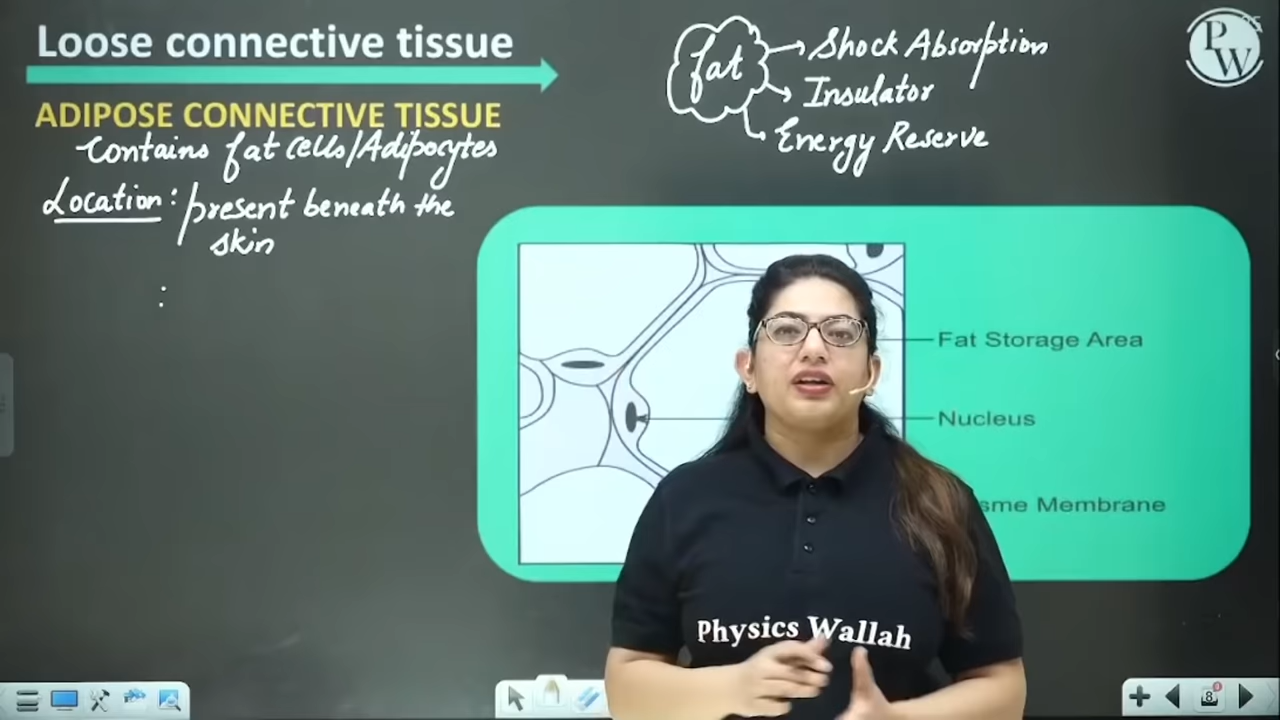 Loose connective tissue
ADIPOSE CONNECTIVE TISSUE
Contains fat cells/Adipocytes
Location: present beneath the
skin
:
fat
Shock Absorption
Insulator
Energy Reserve
PW
Fat Storage Area
Nucleus
sme Membrane
Physics Wallah
8